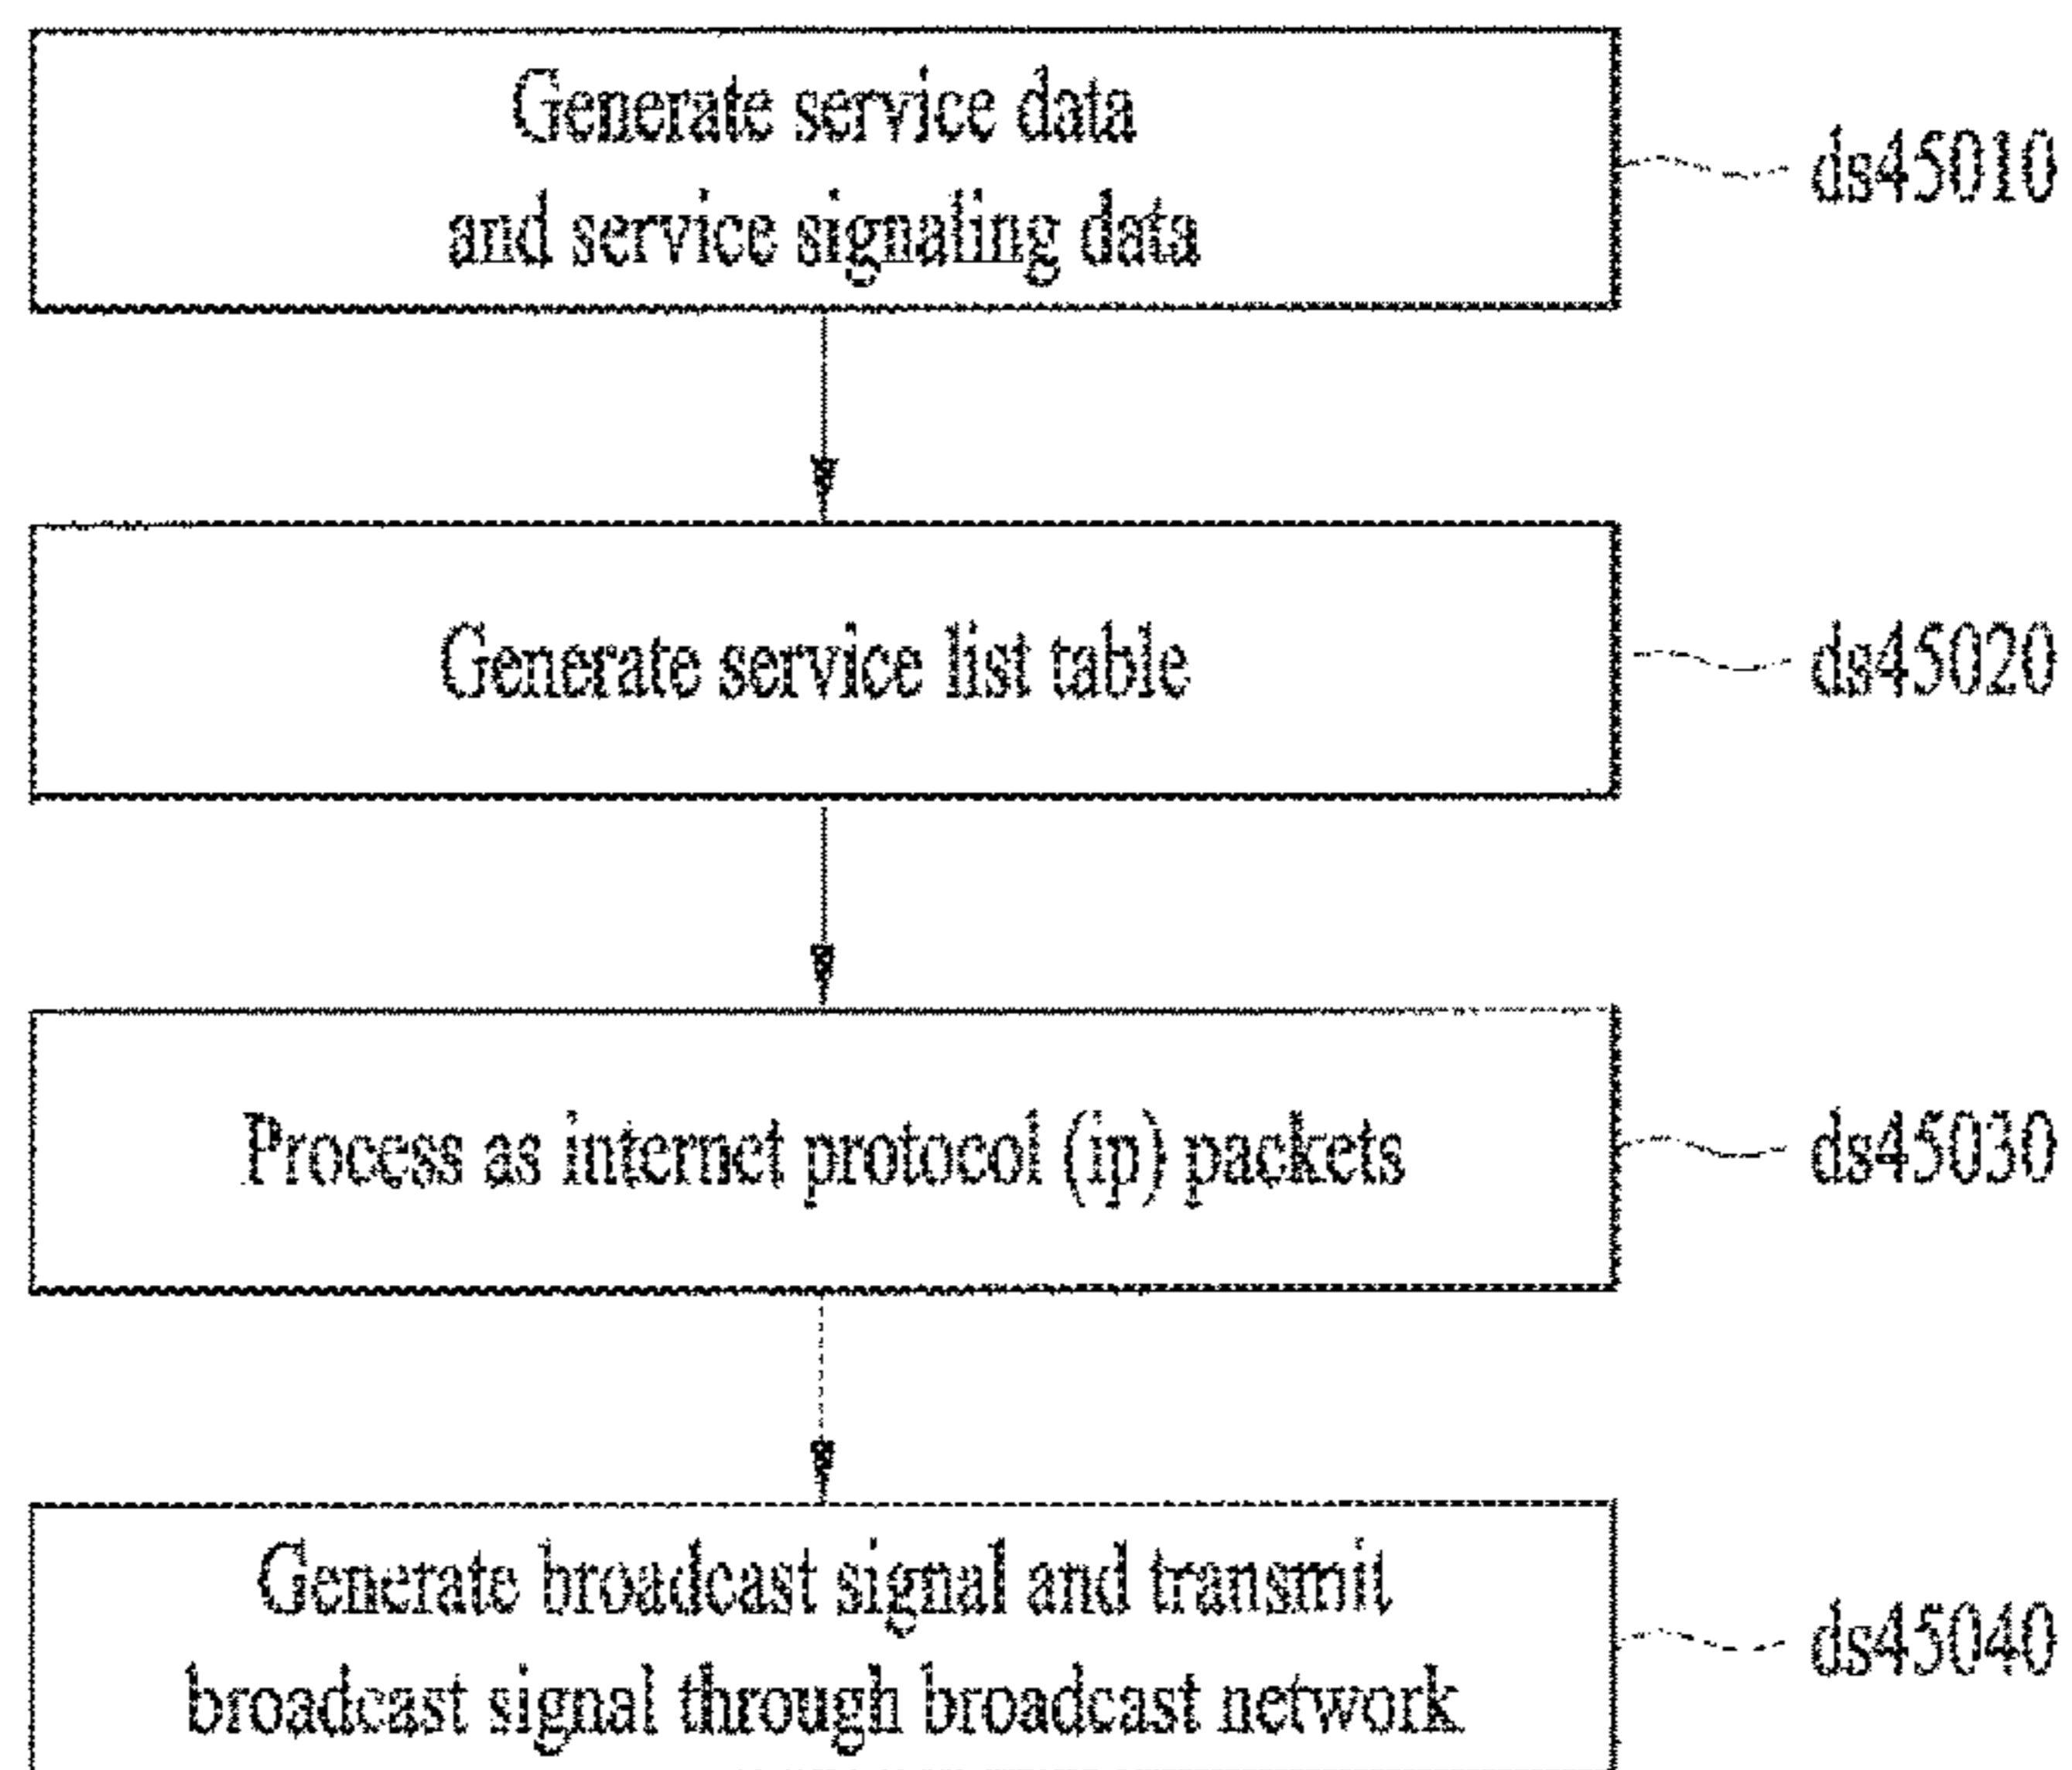 Generate service data
and service signaling data
ds45010
Generate service list table
ds45020
Process as internet protocol (ip) packets
ds45030
Generate broadcast signal and transmit
broadcast signal through broadcast network
ds45040